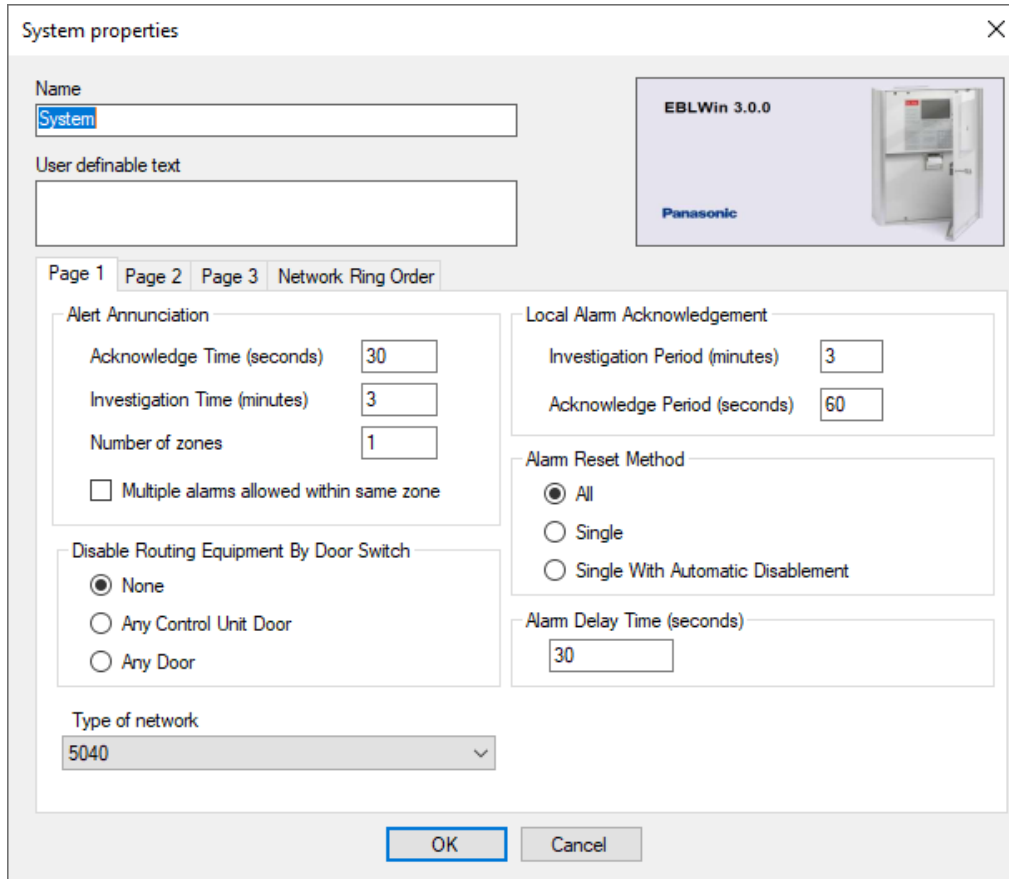 System properties
Name
System
EBLWin 3.0.0
User definable text
Panasonic
Page 1 Page 2 Page 3 Network Ring Order
Alert Annunciation
Acknowledge Time (seconds) 30
Investigation Time (minutes) 3
Number of zones 1
Multiple alarms allowed within same zone
Local Alarm Acknowledgement
Investigation Period (minutes) 3
Acknowledge Period (seconds) 60
Alarm Reset Method
All
Single
Single With Automatic Disablement
Disable Routing Equipment By Door Switch
None
Any Control Unit Door
Any Door
Alarm Delay Time (seconds)
30
Type of network
5040
OK Cancel